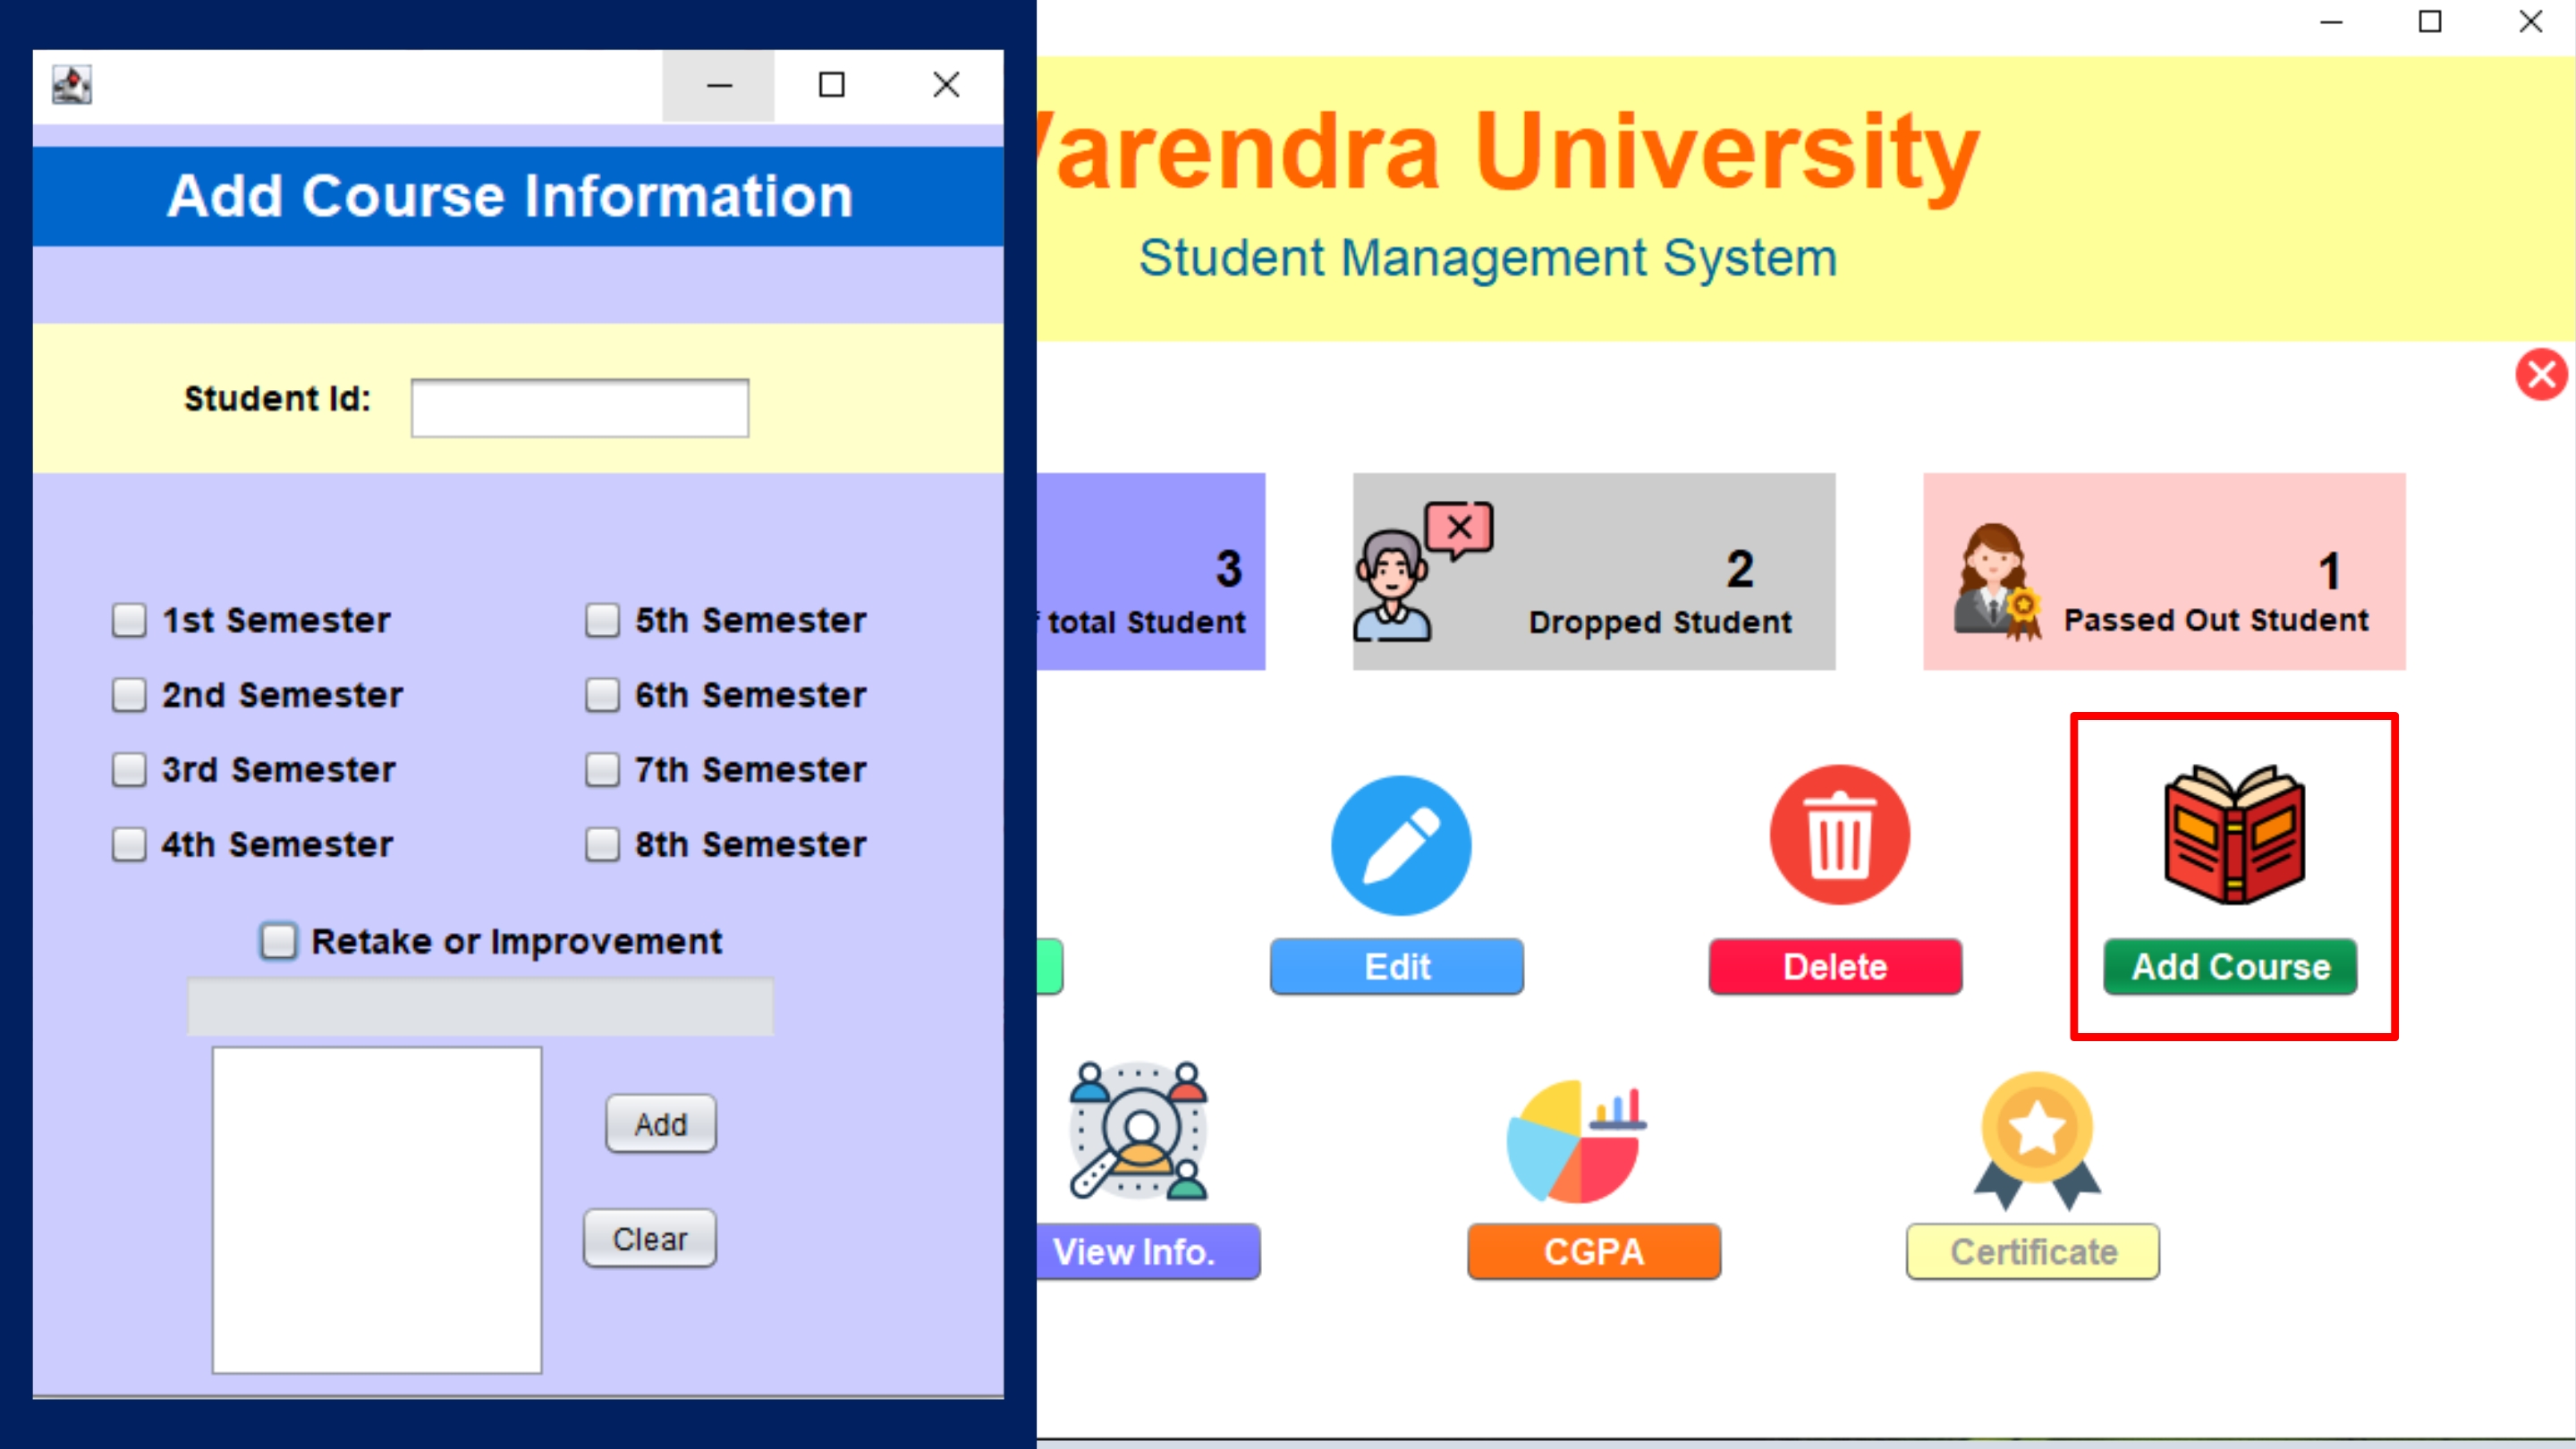 Add Course Information
Student Id:
1st Semester
2nd Semester
3rd Semester
4th Semester
5th Semester
6th Semester
7th Semester
8th Semester
Retake or Improvement
Add
Clear
Varendra University
Student Management System
3
total Student
2
Dropped Student
1
Passed Out Student
Edit
Delete
Add Course
View Info.
CGPA
Certificate